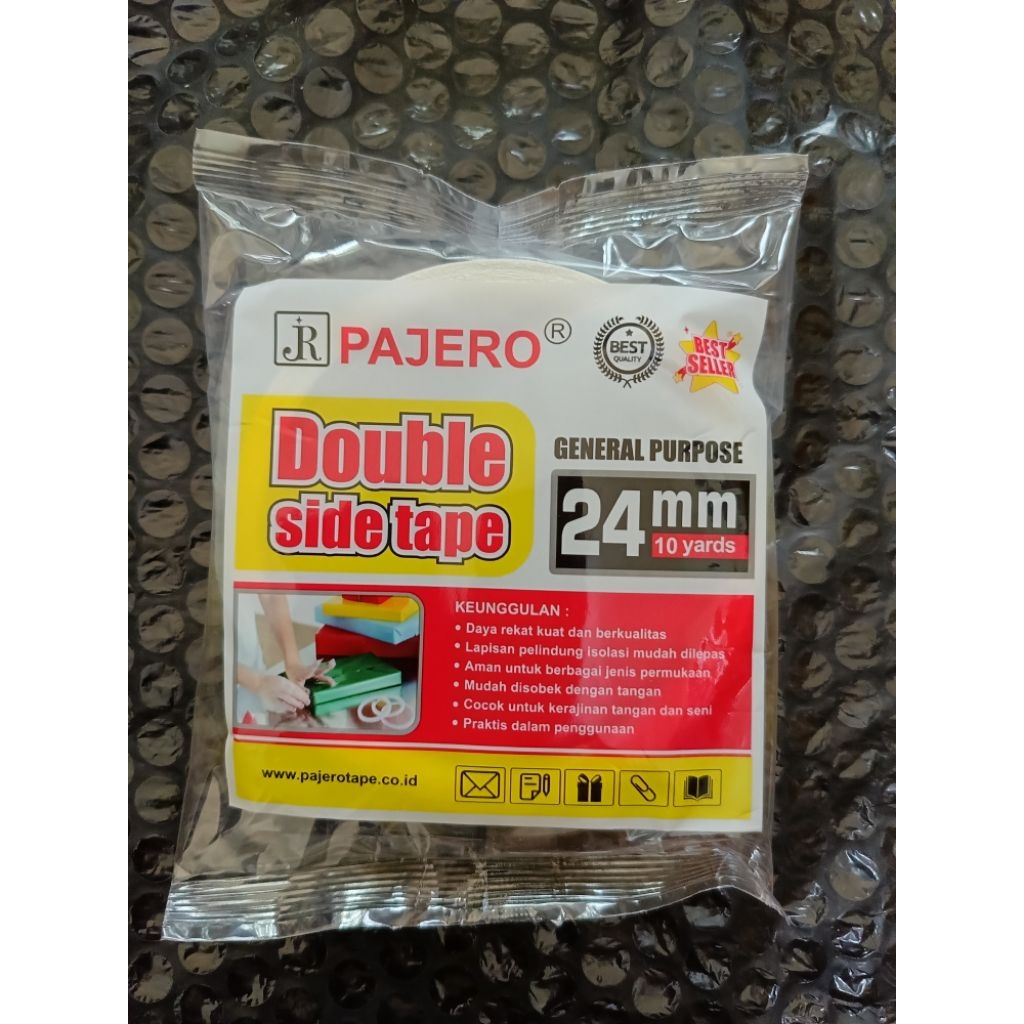 JR PAJERO ®
BEST
QUALITY
BEST
SELLER
Double
side tape
GENERAL PURPOSE
24 mm
10 yards
KEUNGGULAN :
• Daya rekat kuat dan berkualitas
• Lapisan pelindung isolasi mudah dilepas
• Aman untuk berbagai jenis permukaan
• Mudah disobek dengan tangan
• Cocok untuk kerajinan tangan dan seni
• Praktis dalam penggunaan
www.pajerotape.co.id